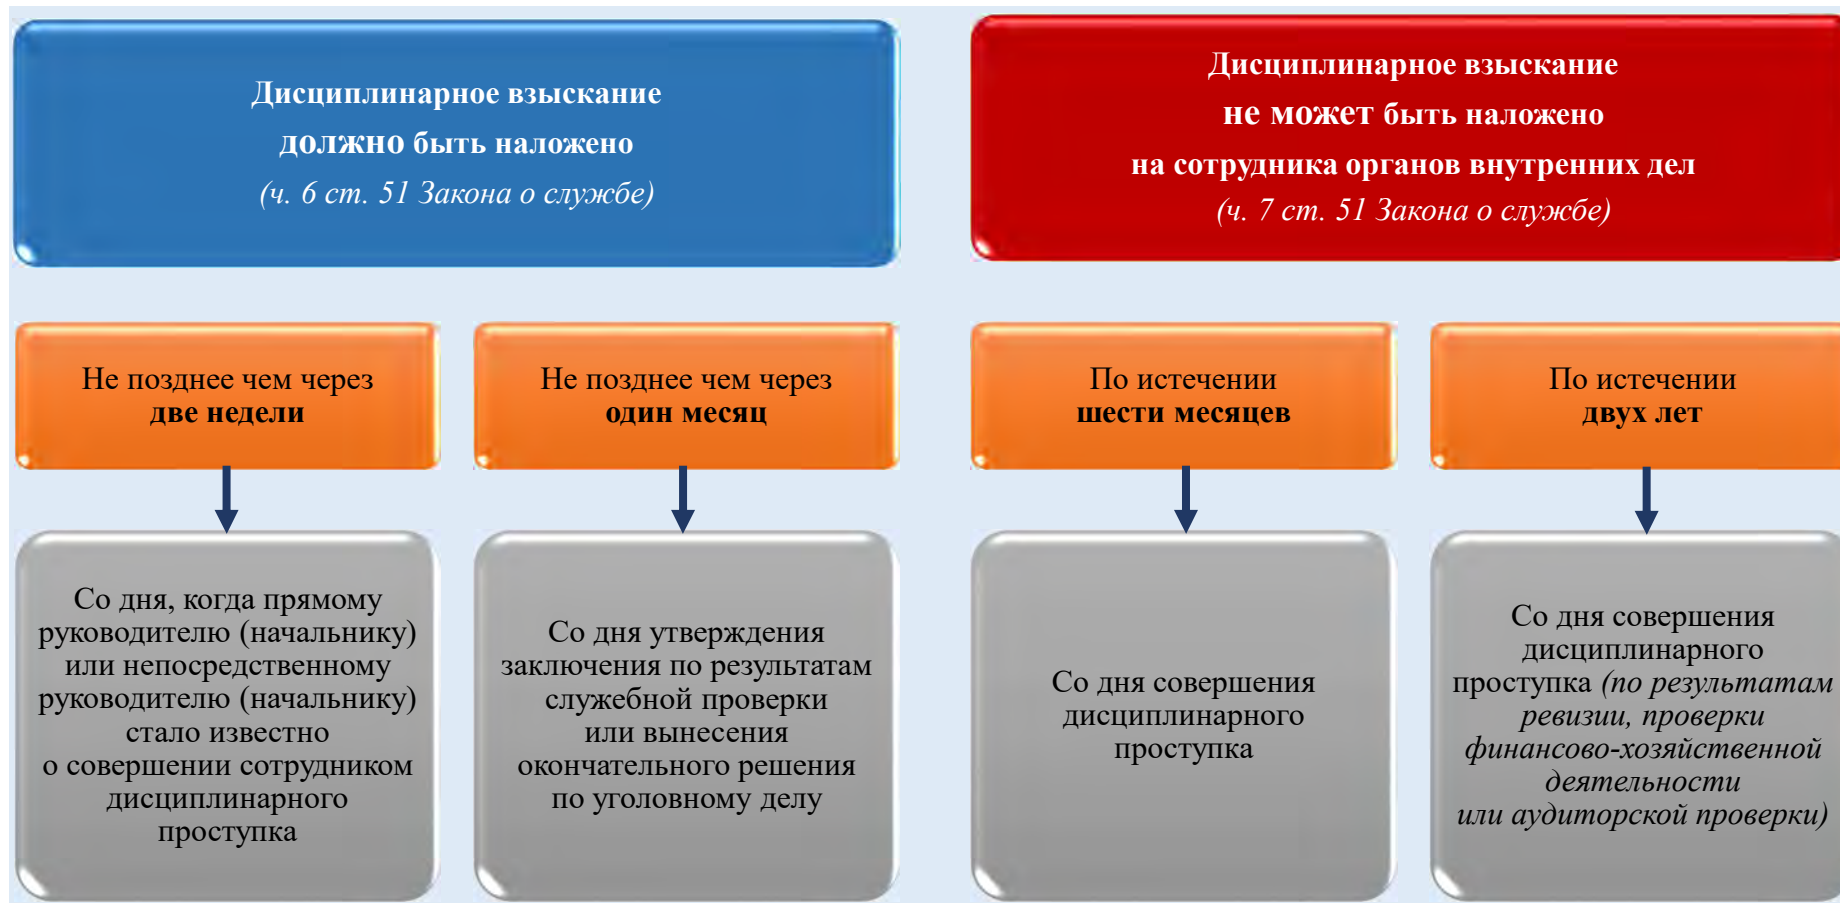 Дисциплинарное взыскание
должно быть наложено
(ч. 6 ст. 51 Закона о службе)
Дисциплинарное взыскание
не может быть наложено
на сотрудника органов внутренних дел
(ч. 7 ст. 51 Закона о службе)
Не позднее чем через
две недели
Не позднее чем через
один месяц
По истечении
шести месяцев
По истечении
двух лет
Со дня, когда прямому
руководителю (начальнику)
или непосредственному
руководителю (начальнику)
стало известно
о совершении сотрудником
дисциплинарного
проступка
Со дня утверждения
заключения по результатам
служебной проверки
или вынесения
окончательного решения
по уголовному делу
Со дня совершения
дисциплинарного
проступка
Со дня совершения
дисциплинарного
проступка (по результатам
ревизии, проверки
финансово-хозяйственной
деятельности
или аудиторской проверки)